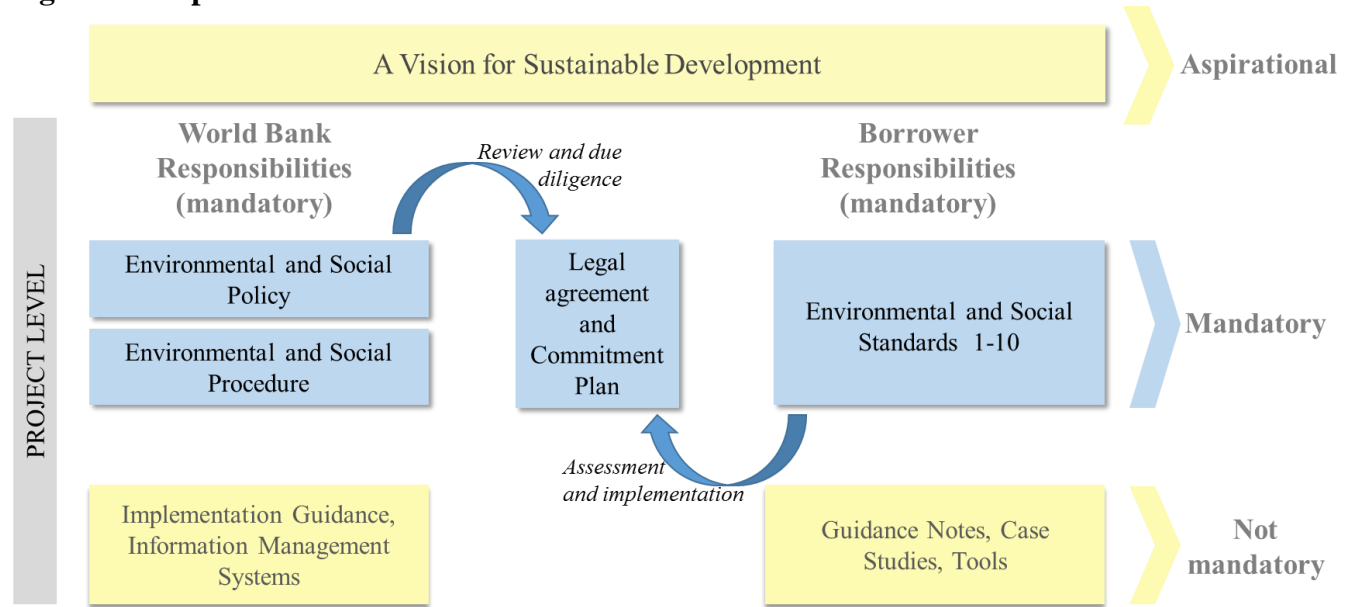 A Vision for Sustainable Development
Aspirational
PROJECT LEVEL
World Bank
Responsibilities
(mandatory)
Review and due
diligence
Borrower
Responsibilities
(mandatory)
Environmental and Social
Policy
Environmental and Social
Procedure
Legal
agreement
and
Commitment
Plan
Environmental and Social
Standards 1-10
Mandatory
Assessment
and implementation
Implementation Guidance,
Information Management
Systems
Guidance Notes, Case
Studies, Tools
Not
mandatory